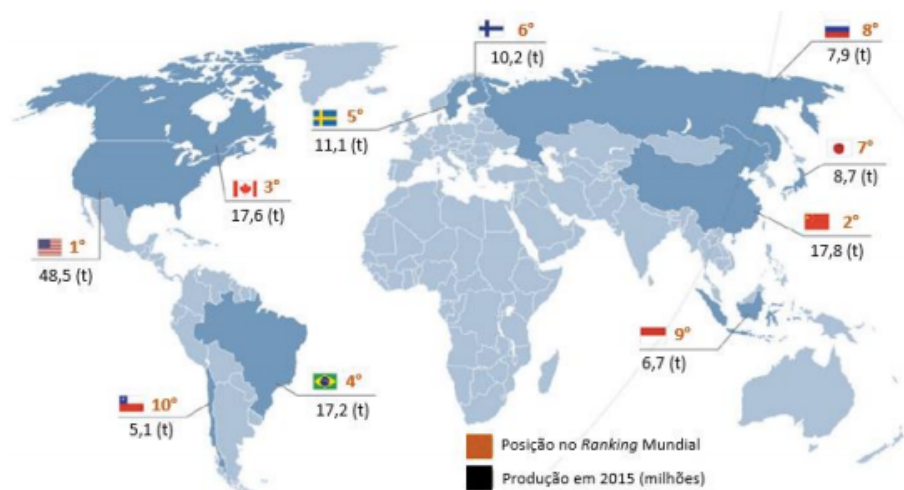 6°
10,2 (t)
8°
7,9 (t)
5°
11,1 (t)
7°
8,7 (t)
3°
17,6 (t)
2°
17,8 (t)
1°
48,5 (t)
9°
6,7 (t)
4°
17,2 (t)
10°
5,1 (t)
Posição no Ranking Mundial
Produção em 2015 (milhões)